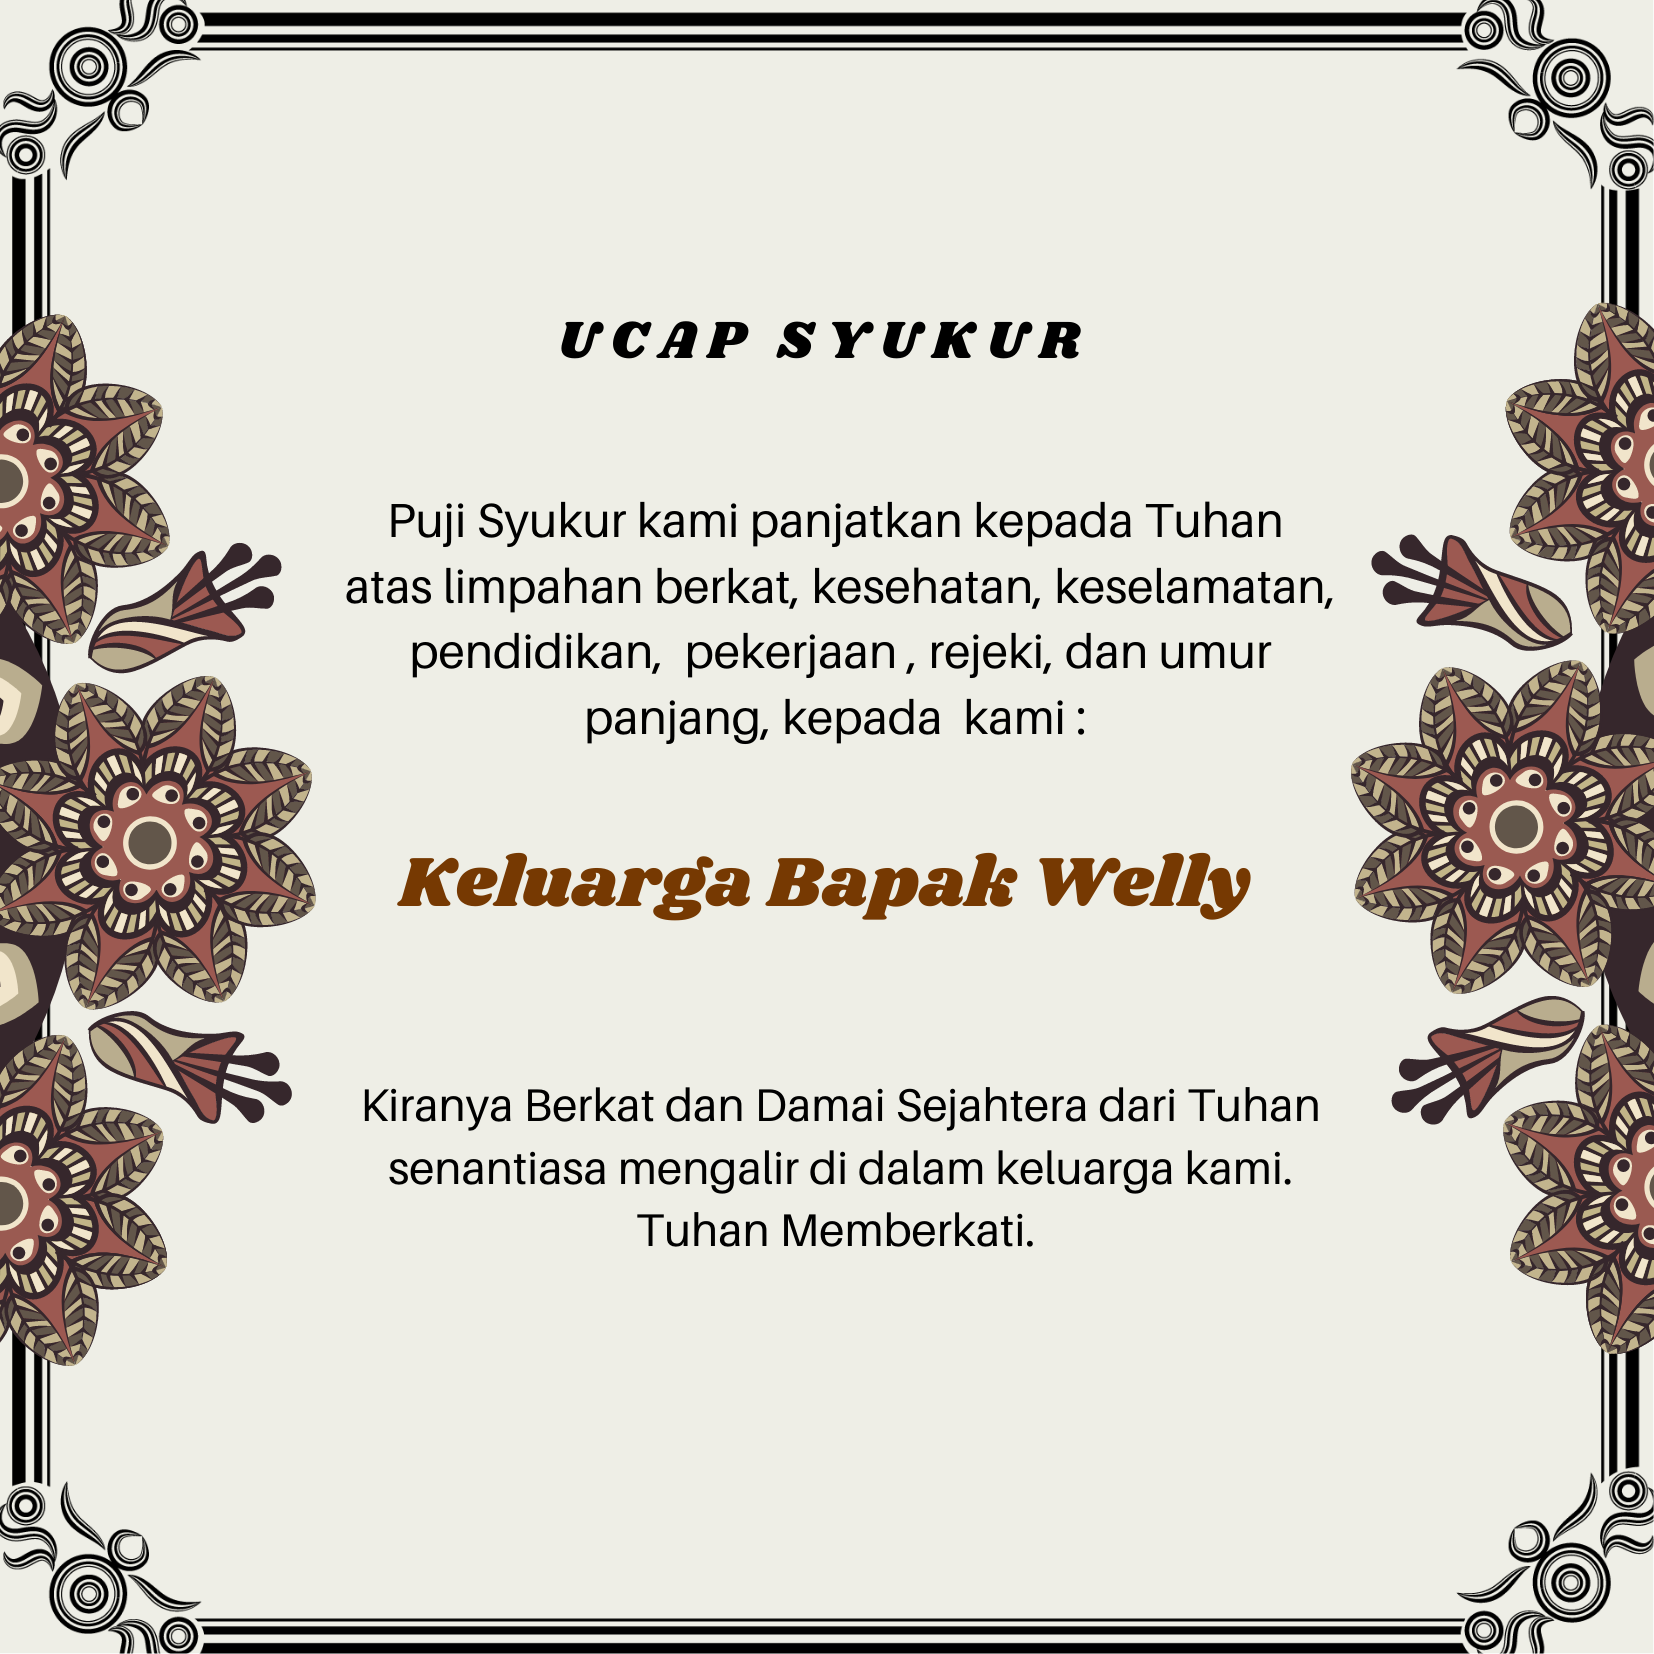 UCAP SYUKUR
Puji Syukur kami panjatkan kepada Tuhan
atas limpahan berkat, kesehatan, keselamatan,
pendidikan,  pekerjaan , rejeki, dan umur
panjang, kepada  kami :
Keluarga Bapak Welly
Kiranya Berkat dan Damai Sejahtera dari Tuhan
senantiasa mengalir di dalam keluarga kami.
Tuhan Memberkati.